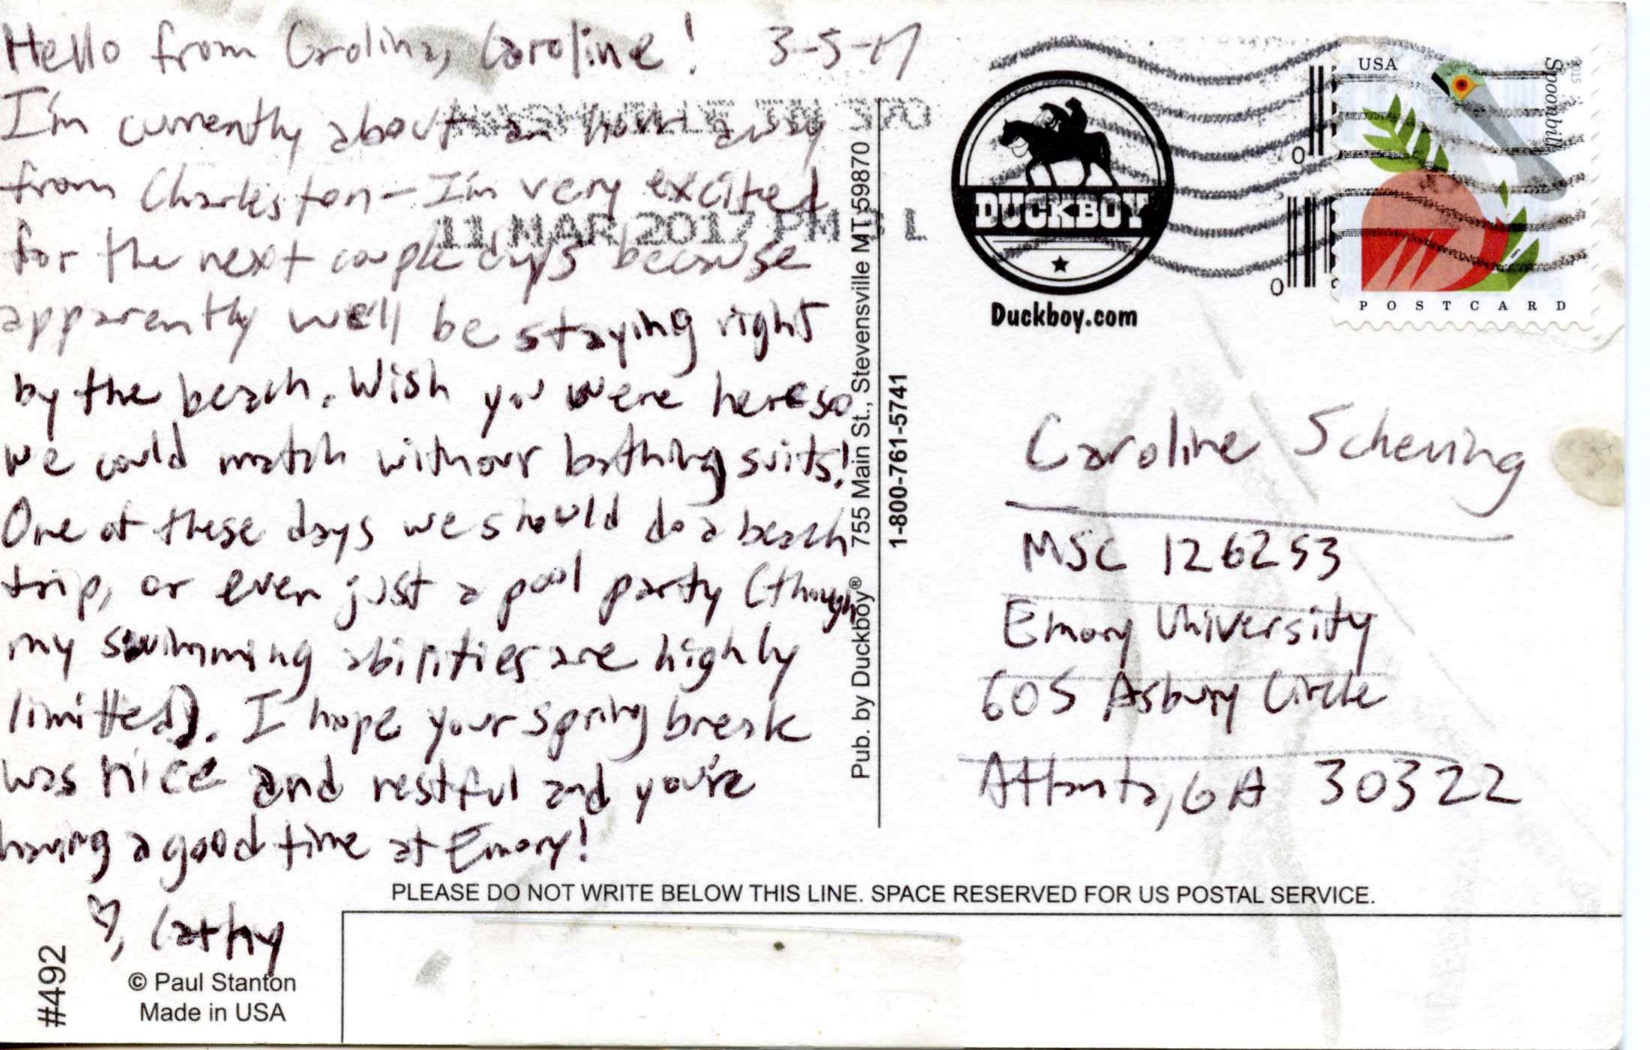 Hello from Carolina, Caroline! 3-5-17
I'm currently about an hour away
from Charleston - I'm very excited
for the next couple days because
apparently we'll be staying right
by the beach. Wish you were here so
we could match with our bathing suits!
One of these days we should do a beach
trip, or even just a pool party (though
my swimming abilities are highly
limitted). I hope your spring break
was nice and restful and you're
having a good time at Emory!
♡, Cathy
#492
© Paul Stanton
Made in USA
370
11 MAR 2017 PM L
Pub. by Duckboy® 755 Main St., Stevensville MT 59870
1-800-761-5741
DUCKBOY
Duckboy.com
USA
Spoonbill
2015
POSTCARD
Caroline Scheuing
MSC 126253
Emory University
605 Asbury Circle
Atlanta, GA 30322
PLEASE DO NOT WRITE BELOW THIS LINE. SPACE RESERVED FOR US POSTAL SERVICE.